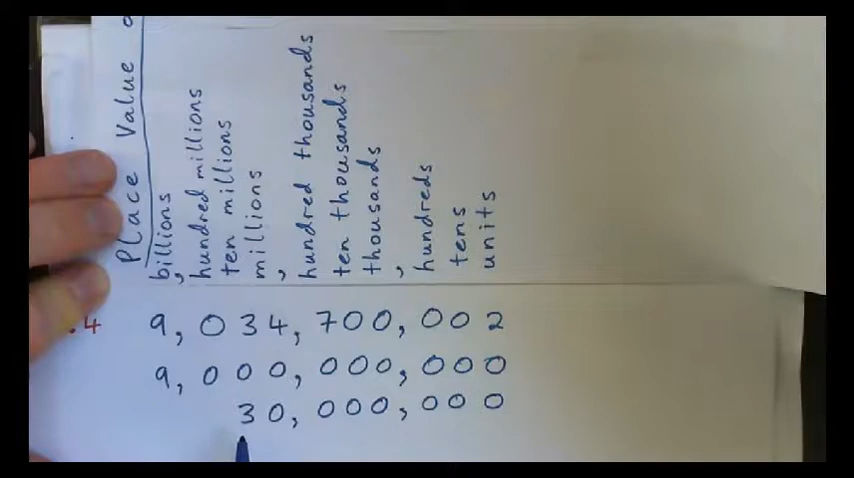 Place Value o
billions
,
hundred millions
ten millions
millions
,
hundred thousands
ten thousands
thousands
,
hundreds
tens
units
.4 9,034,700,002
9,000,000,000
30,000,000